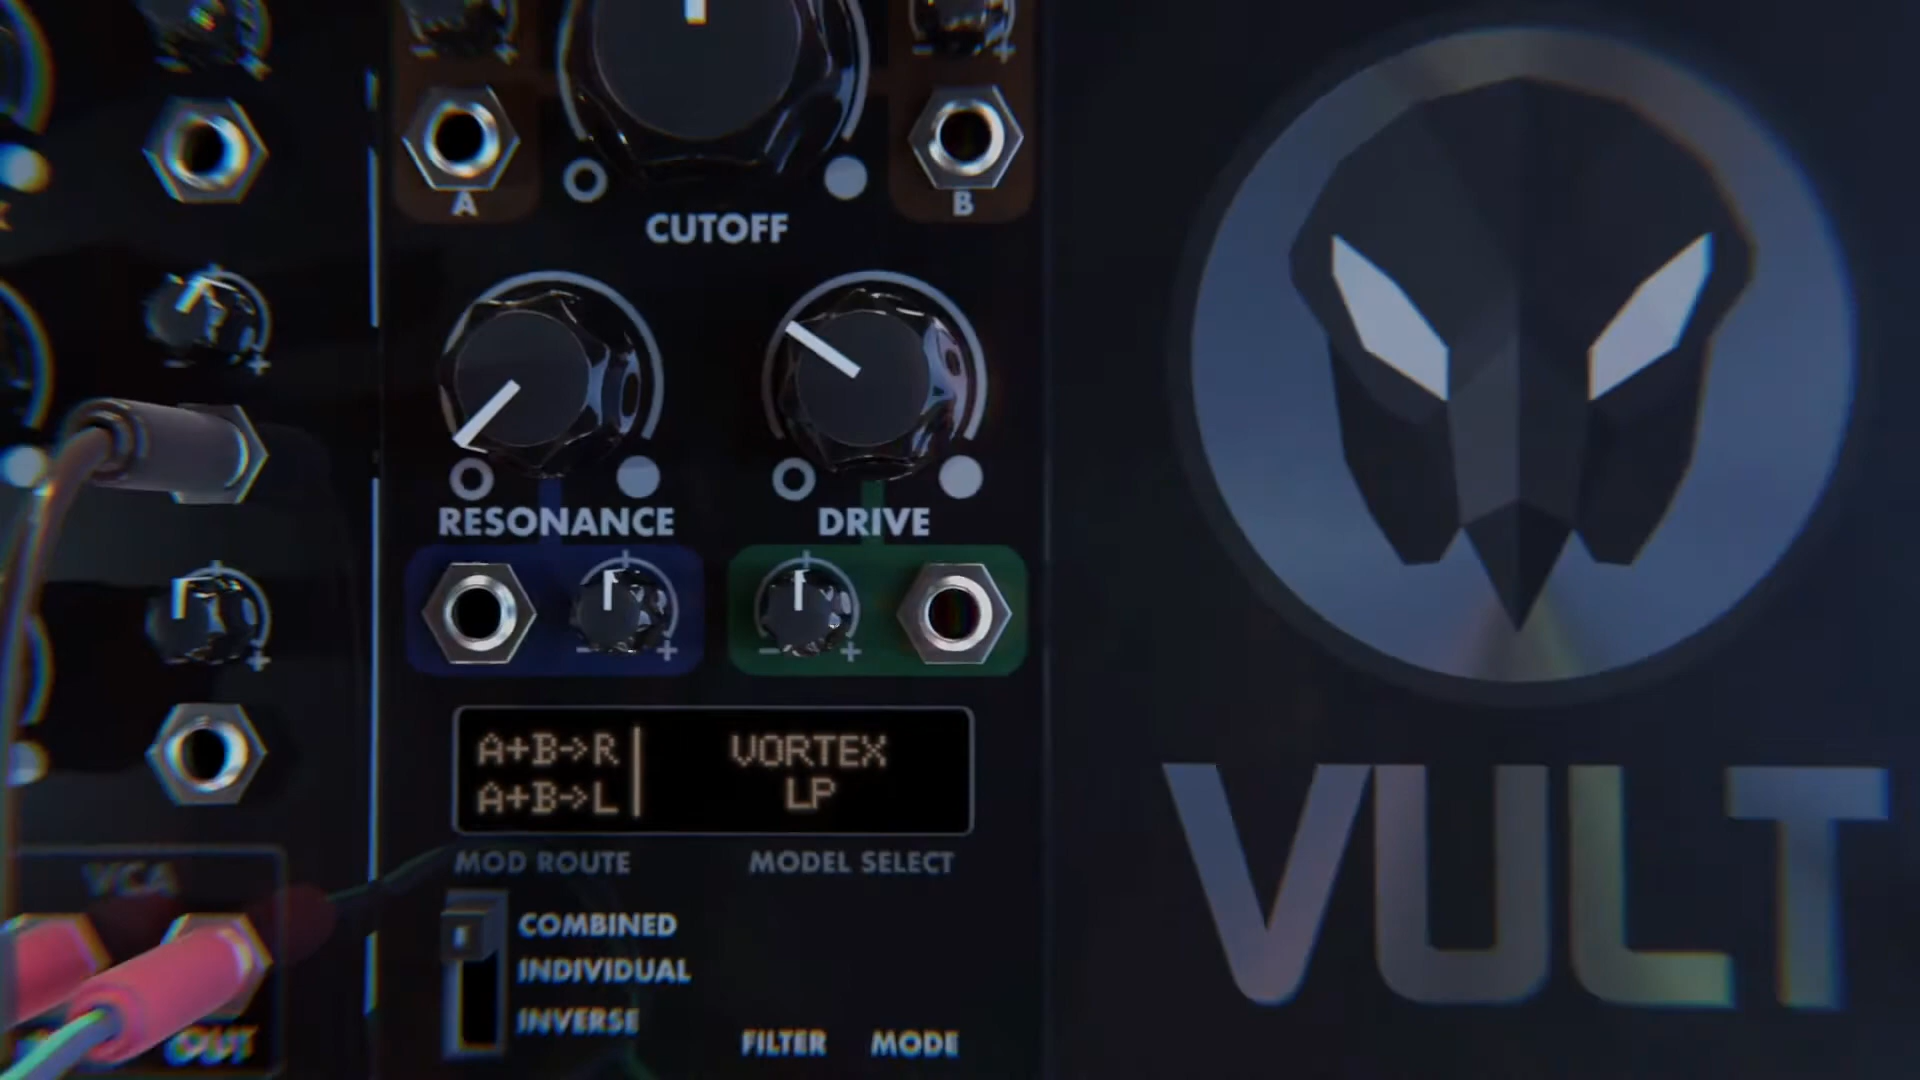 A
B
CUTOFF
RESONANCE
DRIVE
A+B->R
A+B->L
VORTEX
LP
MOD ROUTE
MODEL SELECT
COMBINED
INDIVIDUAL
INVERSE
FILTER
MODE
VCA
OUT
VULT